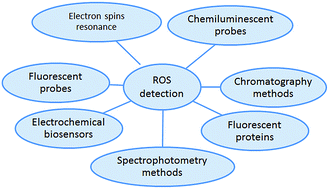 Electron spins
resonance
Chemiluminescent
probes
Fluorescent
probes
ROS
detection
Chromatography
methods
Electrochemical
biosensors
Fluorescent
proteins
Spectrophotometry
methods